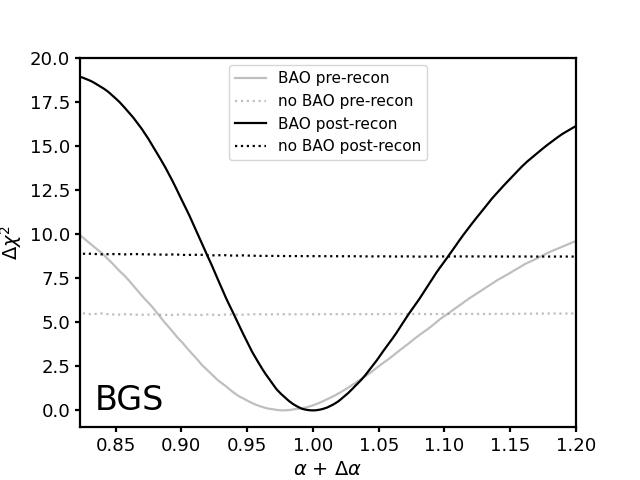 20.0
17.5
15.0
12.5
10.0
7.5
5.0
2.5
0.0
Δχ²
BAO pre-recon
no BAO pre-recon
BAO post-recon
no BAO post-recon
BGS
0.85 0.90 0.95 1.00 1.05 1.10 1.15 1.20
α + Δα